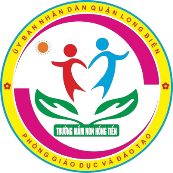 ỦY BAN NHÂN DÂN QUẬN LONG BIÊN
TRƯỜNG MẦM NON HỒNG TIẾN
PHÒNG GIÁO DỤC VÀ ĐÀO TẠO